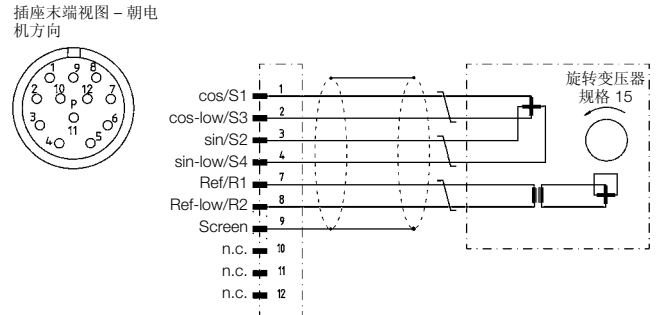 插座末端视图 – 朝电
机方向
1 9 8
2 10 12 7
P
3 11 6
4 5
cos/S1 1
cos-low/S3 2
sin/S2 3
sin-low/S4 4
Ref/R1 7
Ref-low/R2 8
Screen 9
n.c. 10
n.c. 11
n.c. 12
旋转变压器
规格 15